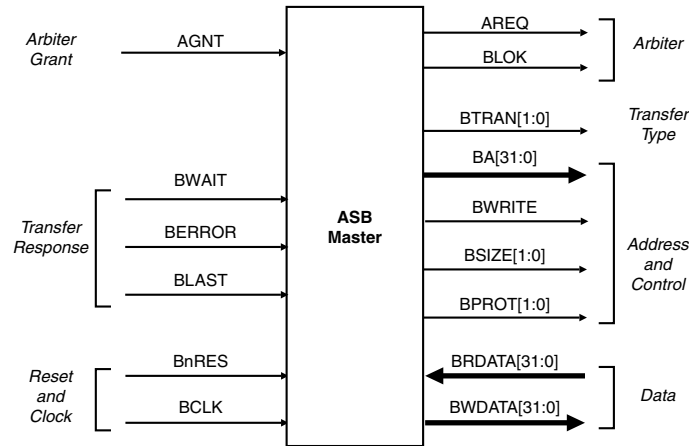 Arbiter
Grant
AGNT
Transfer
Response
BWAIT
BERROR
BLAST
Reset
and
Clock
BnRES
BCLK
ASB
Master
AREQ
BLOK
Arbiter
BTRAN[1:0]
Transfer
Type
BA[31:0]
BWRITE
BSIZE[1:0]
BPROT[1:0]
Address
and
Control
BRDATA[31:0]
BWDATA[31:0]
Data